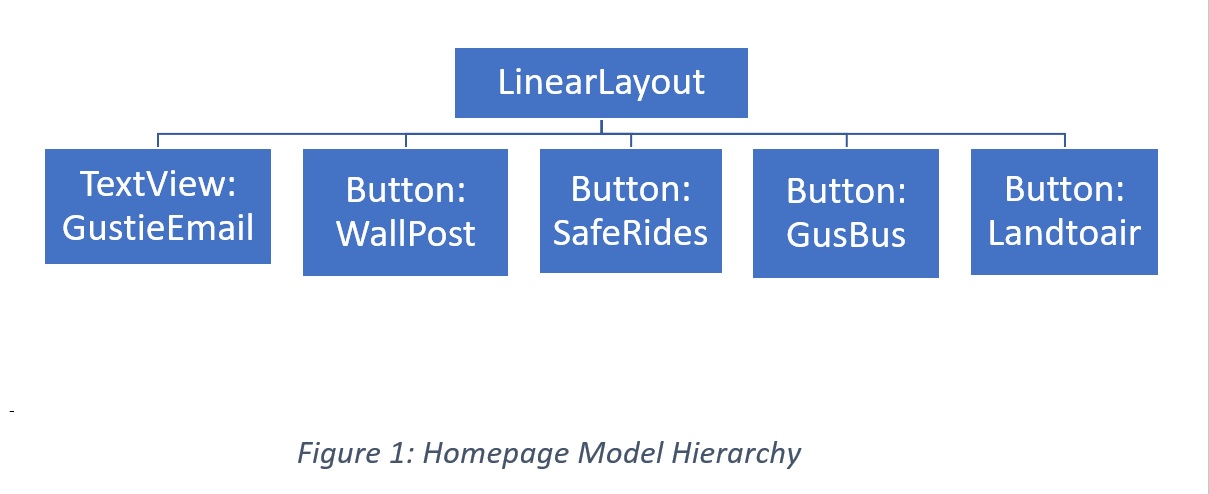 LinearLayout
TextView:
GustieEmail
Button:
WallPost
Button:
SafeRides
Button:
GusBus
Button:
Landtoair
-
Figure 1: Homepage Model Hierarchy